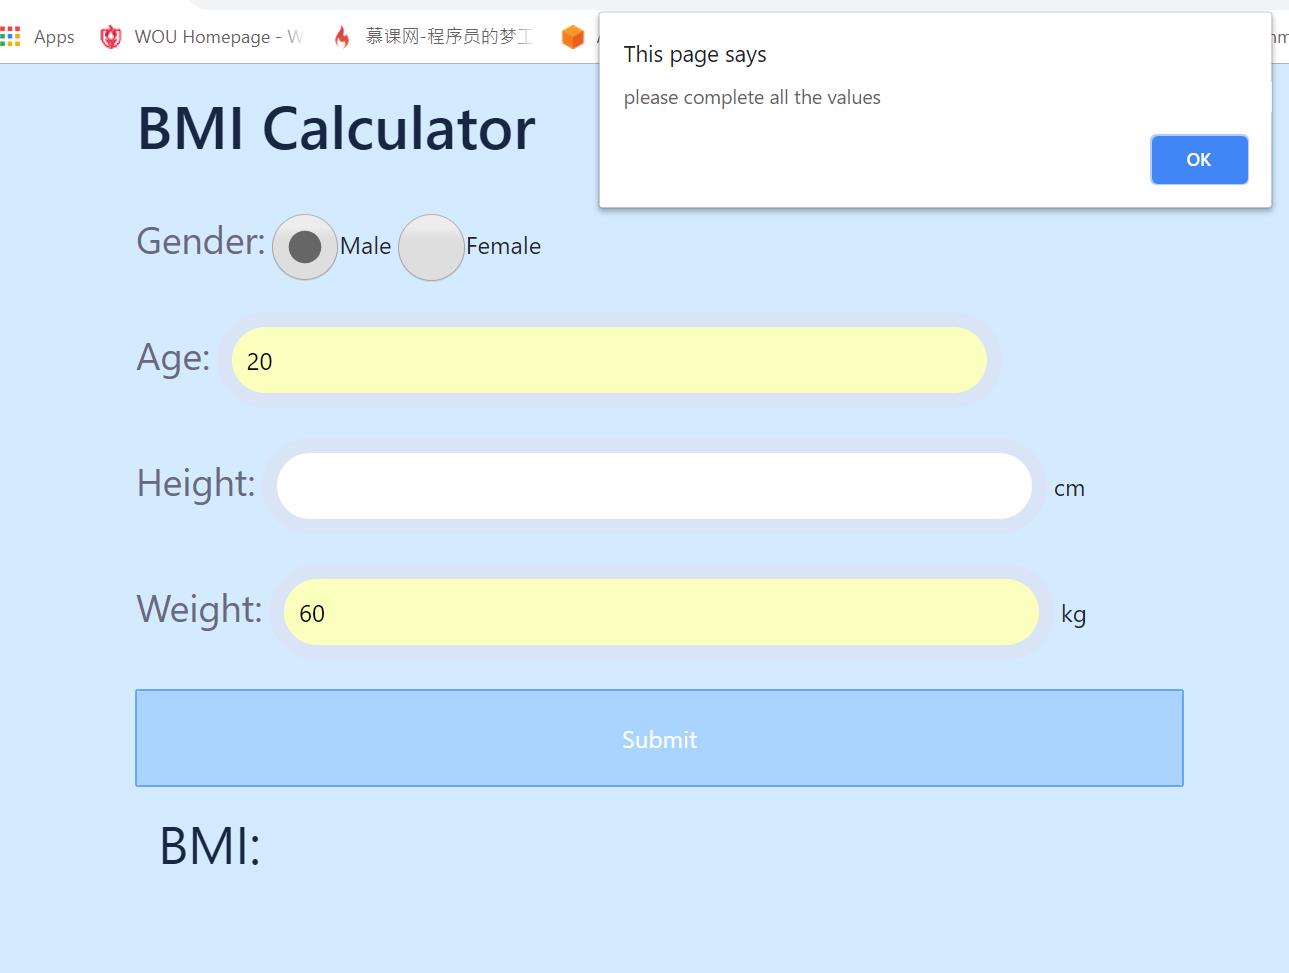 Apps WOU Homepage - W 慕课网-程序员的梦工
This page says
please complete all the values
OK
BMI Calculator
Gender: Male Female
Age: 20
Height: cm
Weight: 60 kg
Submit
BMI: